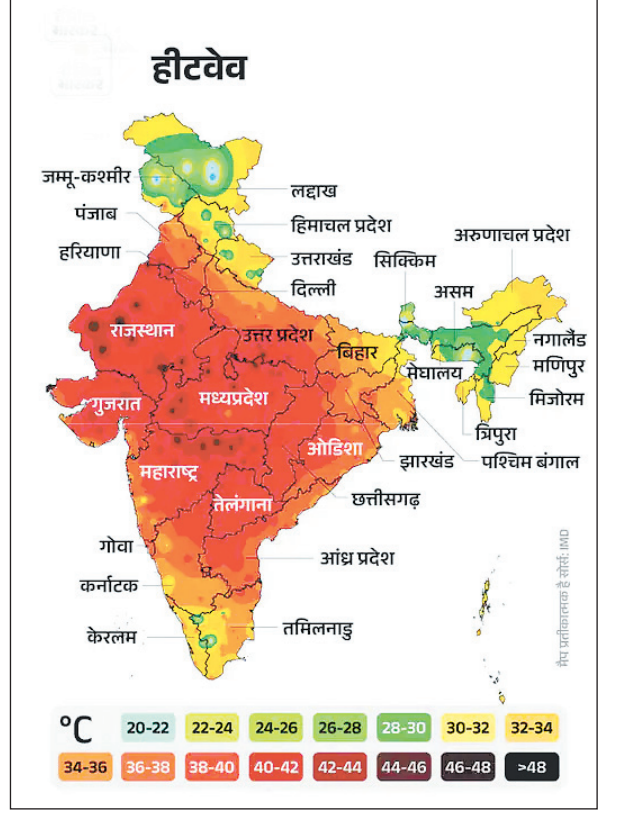 हीटवेव
जम्मू-कश्मीर
लद्दाख
पंजाब
हिमाचल प्रदेश
अरुणाचल प्रदेश
हरियाणा
उत्तराखंड
सिक्किम
दिल्ली
असम
राजस्थान
उत्तर प्रदेश
बिहार
नगालैंड
मेघालय
मणिपुर
गुजरात
मध्यप्रदेश
मिजोरम
त्रिपुरा
ओडिशा
झारखंड
पश्चिम बंगाल
महाराष्ट्र
तेलंगाना
छत्तीसगढ़
गोवा
आंध्र प्रदेश
कर्नाटक
केरलम
तमिलनाडु
मैप प्रतीकात्मक है सोर्स: IMD
°C 20-22 22-24 24-26 26-28 28-30 30-32 32-34
34-36 36-38 38-40 40-42 42-44 44-46 46-48 >48